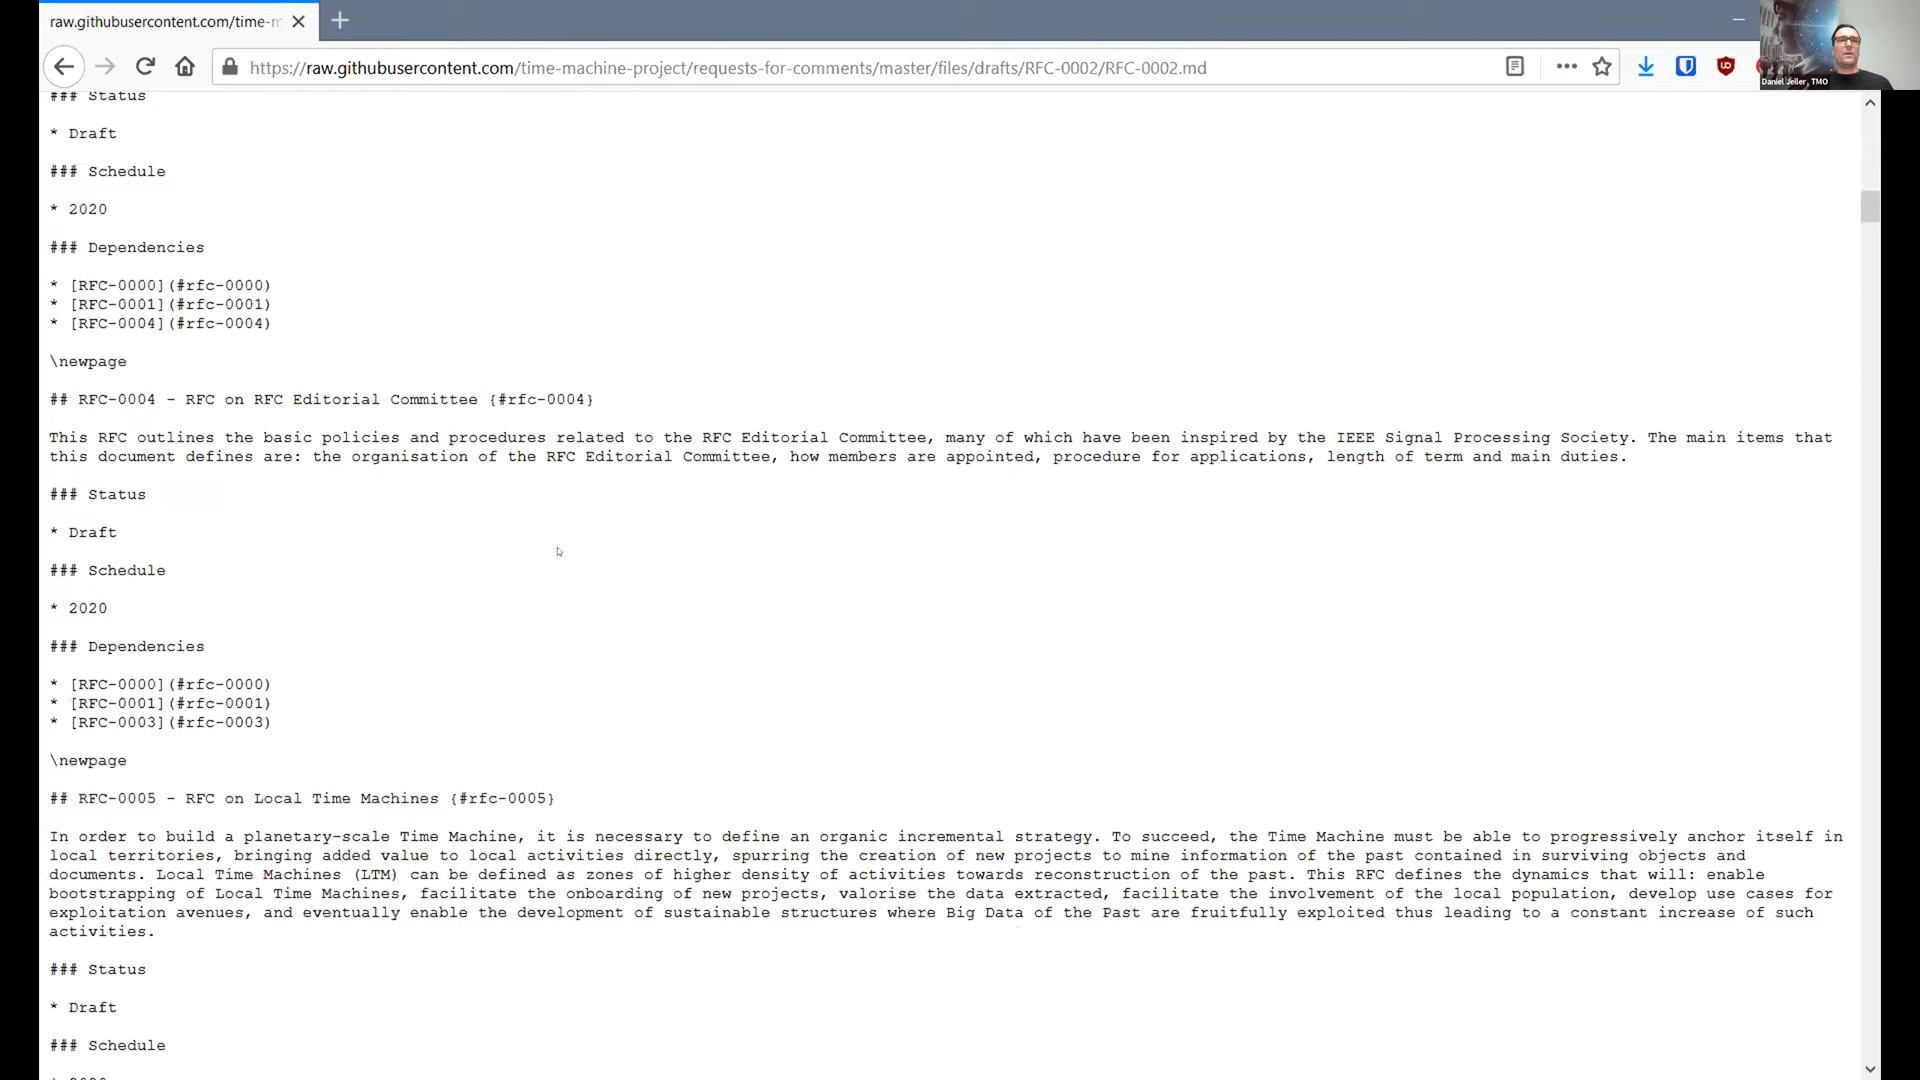 raw.githubusercontent.com/time-m
https://raw.githubusercontent.com/time-machine-project/requests-for-comments/master/files/drafts/RFC-0002/RFC-0002.md
Daniel Jeller, TMO
### Status
* Draft
### Schedule
* 2020
### Dependencies
* [RFC-0000](#rfc-0000)
* [RFC-0001](#rfc-0001)
* [RFC-0004](#rfc-0004)
\newpage
## RFC-0004 - RFC on RFC Editorial Committee {#rfc-0004}
This RFC outlines the basic policies and procedures related to the RFC Editorial Committee, many of which have been inspired by the IEEE Signal Processing Society. The main items that
this document defines are: the organisation of the RFC Editorial Committee, how members are appointed, procedure for applications, length of term and main duties.
### Status
* Draft
### Schedule
* 2020
### Dependencies
* [RFC-0000](#rfc-0000)
* [RFC-0001](#rfc-0001)
* [RFC-0003](#rfc-0003)
\newpage
## RFC-0005 - RFC on Local Time Machines {#rfc-0005}
In order to build a planetary-scale Time Machine, it is necessary to define an organic incremental strategy. To succeed, the Time Machine must be able to progressively anchor itself in
local territories, bringing added value to local activities directly, spurring the creation of new projects to mine information of the past contained in surviving objects and
documents. Local Time Machines (LTM) can be defined as zones of higher density of activities towards reconstruction of the past. This RFC defines the dynamics that will: enable
bootstrapping of Local Time Machines, facilitate the onboarding of new projects, valorise the data extracted, facilitate the involvement of the local population, develop use cases for
exploitation avenues, and eventually enable the development of sustainable structures where Big Data of the Past are fruitfully exploited thus leading to a constant increase of such
activities.
### Status
* Draft
### Schedule